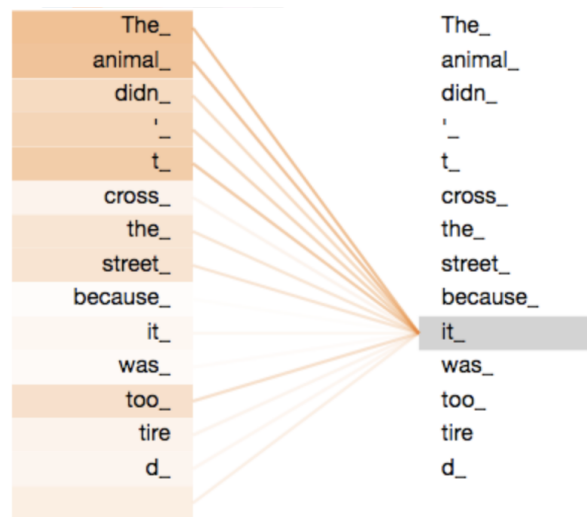 The_
animal_
didn_
'_
t_
cross_
the_
street_
because_
it_
was_
too_
tire
d_
The_
animal_
didn_
'_
t_
cross_
the_
street_
because_
it_
was_
too_
tire
d_